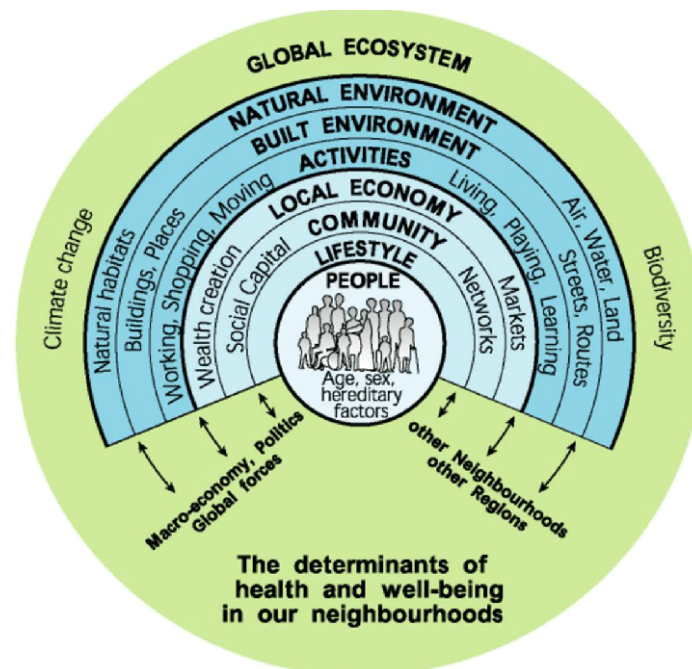 GLOBAL ECOSYSTEM
NATURAL ENVIRONMENT
BUILT ENVIRONMENT
ACTIVITIES
LOCAL ECONOMY
COMMUNITY
LIFESTYLE
PEOPLE
Age, sex,
hereditary
factors
Climate change
Natural habitats
Buildings, Places
Working, Shopping, Moving
Wealth creation
Social Capital
Networks
Markets
Living, Playing, Learning
Streets, Routes
Air, Water, Land
Biodiversity
Macro-economy, Politics
Global forces
other Neighbourhoods
other Regions
The determinants of
health and well-being
in our neighbourhoods